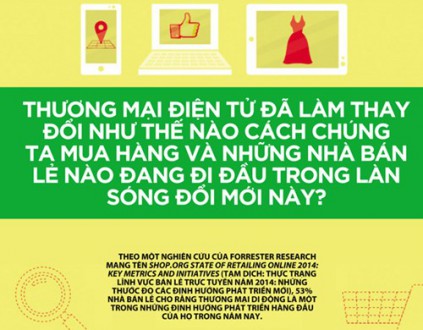 THƯƠNG MẠI ĐIỆN TỬ ĐÃ LÀM THAY
ĐỔI NHƯ THẾ NÀO CÁCH CHÚNG
TA MUA HÀNG VÀ NHỮNG NHÀ BÁN
LẺ NÀO ĐANG ĐI ĐẦU TRONG LÀN
SÓNG ĐỔI MỚI NÀY?
THEO MỘT NGHIÊN CỨU CỦA FORRESTER RESEARCH
MANG TÊN SHOP.ORG STATE OF RETAILING ONLINE 2014:
KEY METRICS AND INITIATIVES (TẠM DỊCH: THỰC TRẠNG
LĨNH VỰC BÁN LẺ TRỰC TUYẾN NĂM 2014: NHỮNG
THƯỚC ĐO CÁC ĐỊNH HƯỚNG PHÁT TRIỂN MỚI), 53%
NHÀ BÁN LẺ CHO RẰNG THƯƠNG MẠI DI ĐỘNG LÀ MỘT
TRONG NHỮNG ĐỊNH HƯỚNG PHÁT TRIỂN HÀNG ĐẦU
CỦA HỌ TRONG NĂM NAY.